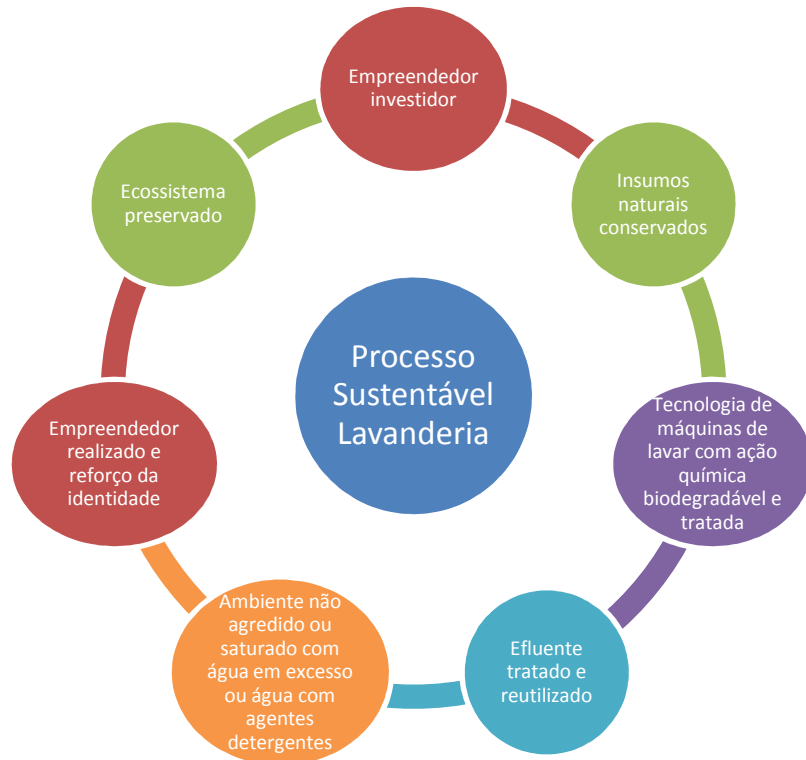 Empreendedor
investidor
Insumos
naturais
conservados
Tecnologia de
máquinas de
lavar com ação
química
biodegradável e
tratada
Efluente
tratado e
reutilizado
Ambiente não
agredido ou
saturado com
água em excesso
ou água com
agentes
detergentes
Empreendedor
realizado e
reforço da
identidade
Ecossistema
preservado
Processo
Sustentável
Lavanderia